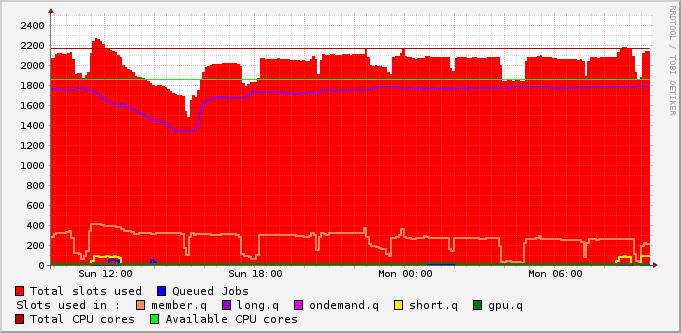 RRDTOOL / TOBI OETIKER
2400
2200
2000
1800
1600
1400
1200
1000
800
600
400
200
0
Sun 12:00 Sun 18:00 Mon 00:00 Mon 06:00
Total slots used Queued Jobs
Slots used in : member.q long.q ondemand.q short.q gpu.q
Total CPU cores Available CPU cores